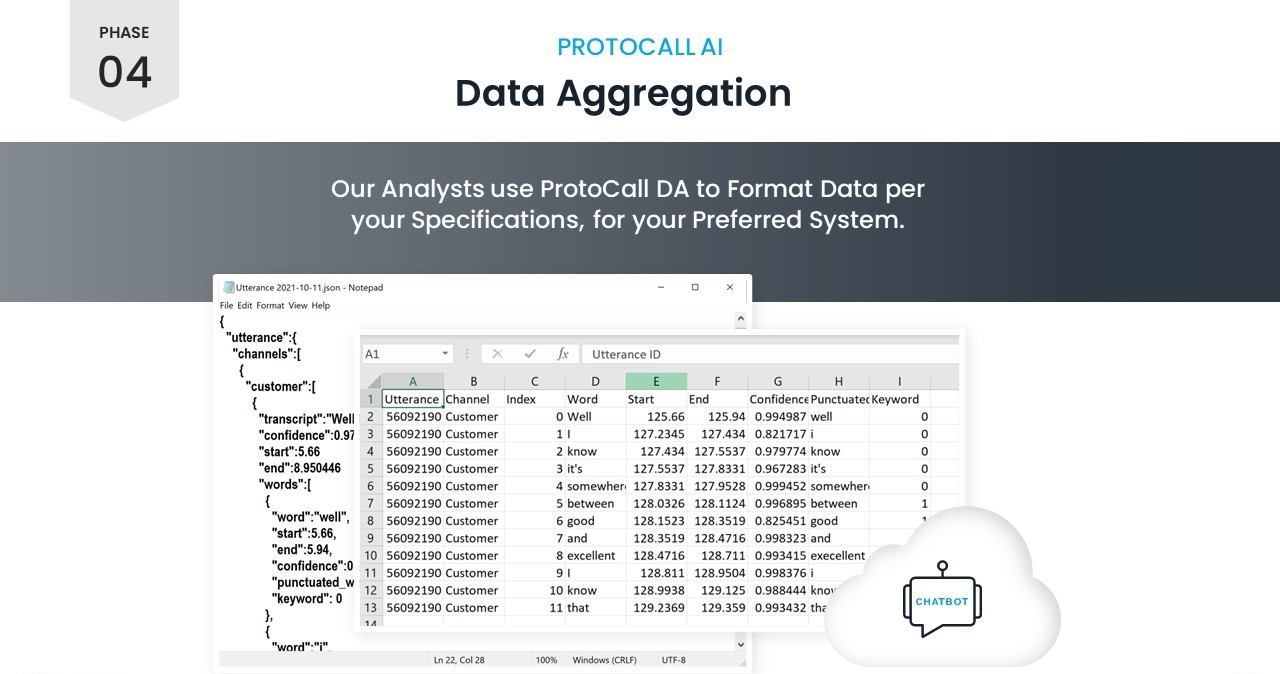 PHASE
04
PROTOCALL AI
Data Aggregation
Our Analysts use ProtoCall DA to Format Data per
your Specifications, for your Preferred System.
Utterance 2021-10-11.json - Notepad
File Edit Format View Help
{
"utterance":{
"channels":[
{
"customer":[
{
"transcript":"Well
"confidence":0.97
"start":5.66
"end":8.950446
"words":[
{
"word":"well",
"start":5.66,
"end":5.94,
"confidence":0
"punctuated_w
"keyword": 0
},
{
"word":"i",
Ln 22, Col 28 100% Windows (CRLF) UTF-8
A1 fx Utterance ID
A B C D E F G H I
1 Utterance Channel Index Word Start End Confidence Punctuated Keyword
2 56092190 Customer 0 Well 125.66 125.94 0.994987 well 0
3 56092190 Customer 1 I 127.2345 127.434 0.821717 i 0
4 56092190 Customer 2 know 127.434 127.5537 0.979774 know 0
5 56092190 Customer 3 it's 127.5537 127.8331 0.967283 it's 0
6 56092190 Customer 4 somewher 127.8331 127.9528 0.999452 somewher 0
7 56092190 Customer 5 between 128.0326 128.1124 0.996895 between 1
8 56092190 Customer 6 good 128.1523 128.3519 0.825451 good 1
9 56092190 Customer 7 and 128.3519 128.4716 0.998323 and
10 56092190 Customer 8 excellent 128.4716 128.711 0.993415 execellent
11 56092190 Customer 9 I 128.811 128.9504 0.998376 i
12 56092190 Customer 10 know 128.9938 129.125 0.988444 know
13 56092190 Customer 11 that 129.2369 129.359 0.993432 tha
14
CHATBOT